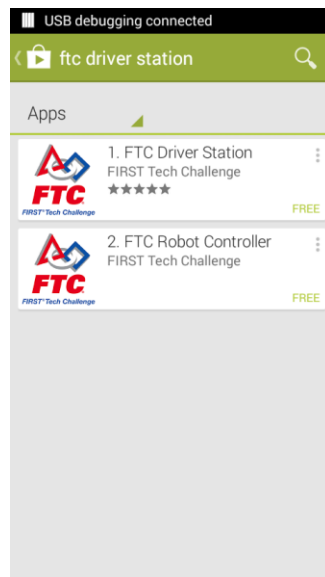 USB debugging connected
ftc driver station
Apps
1. FTC Driver Station
FIRST Tech Challenge
FREE
FTC
FIRST® Tech Challenge
2. FTC Robot Controller
FIRST Tech Challenge
FREE
FTC
FIRST® Tech Challenge